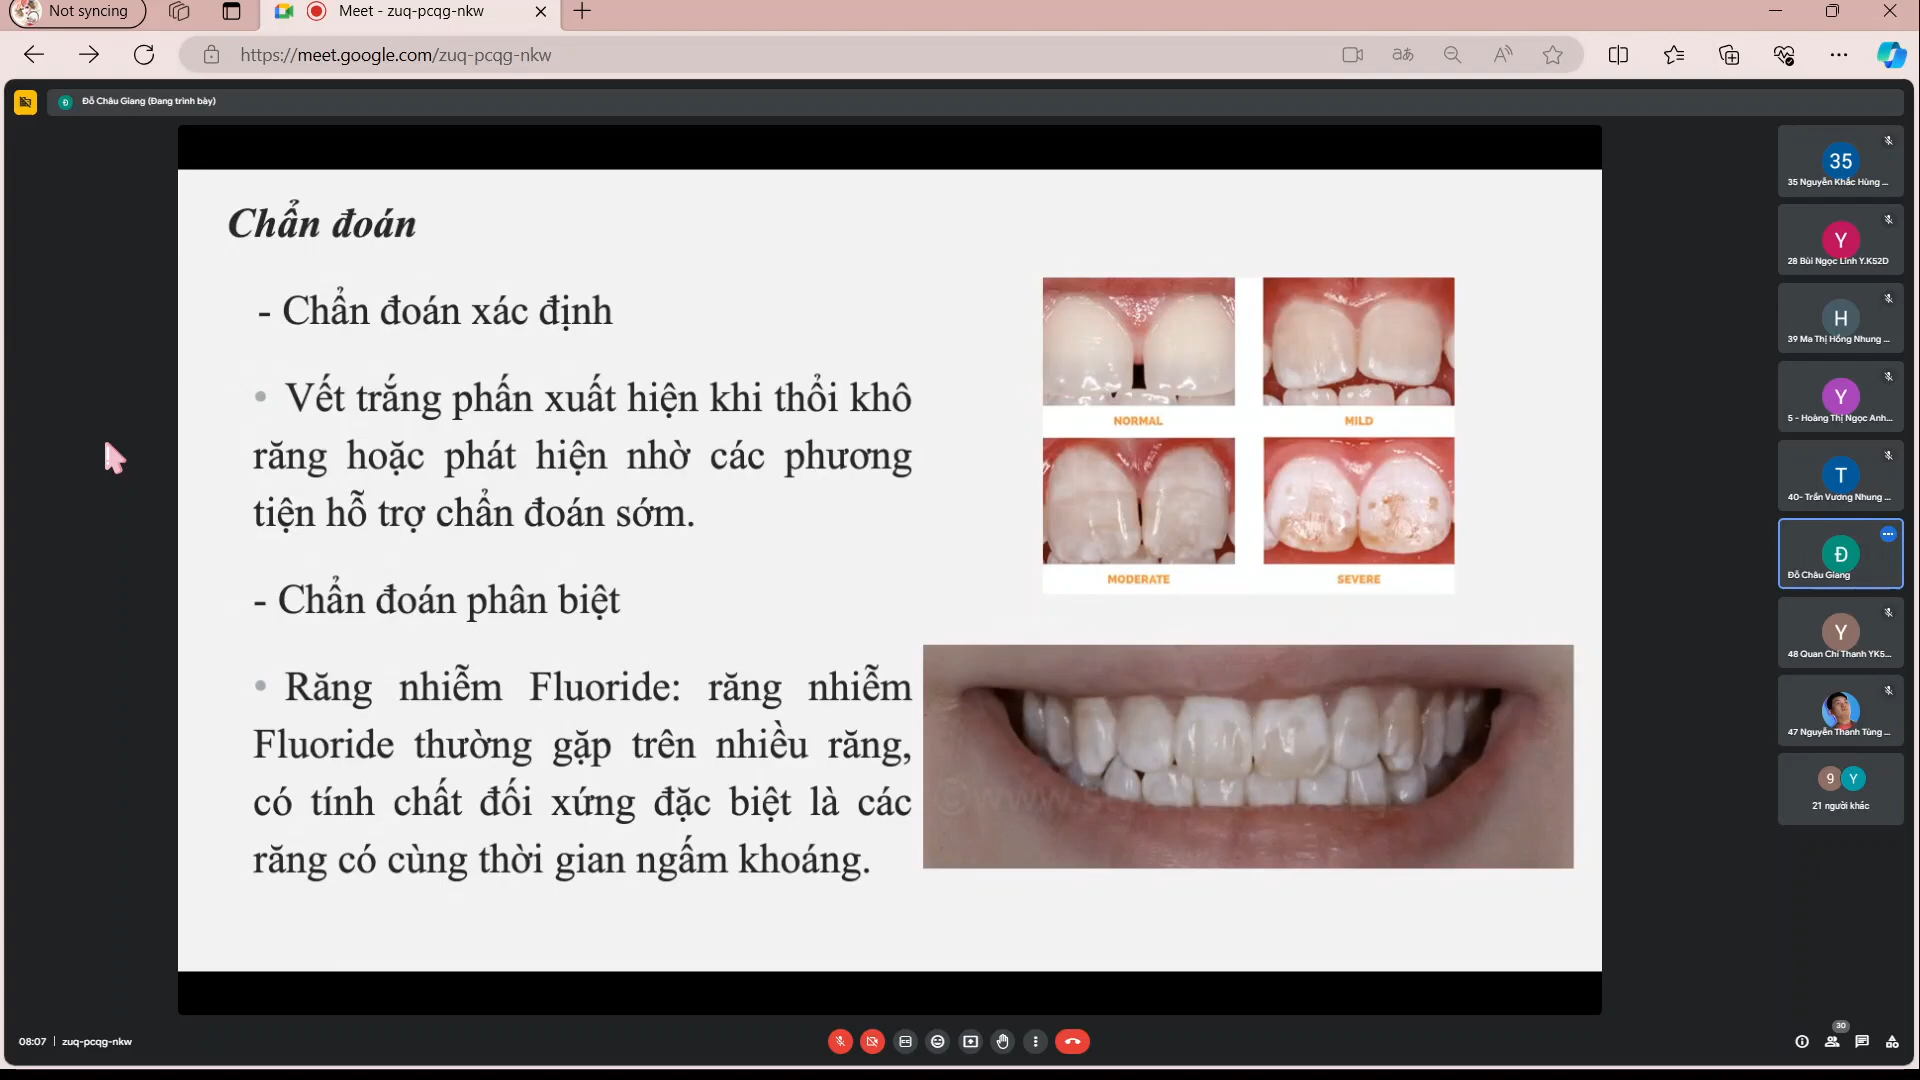 Not syncing
Meet - zuq-pcqg-nkw
https://meet.google.com/zuq-pcqg-nkw
Đ Đỗ Châu Giang (Đang trình bày)
Chẩn đoán
- Chẩn đoán xác định
• Vết trắng phấn xuất hiện khi thổi khô
răng hoặc phát hiện nhờ các phương
tiện hỗ trợ chẩn đoán sớm.
- Chẩn đoán phân biệt
• Răng nhiễm Fluoride: răng nhiễm
Fluoride thường gặp trên nhiều răng,
có tính chất đối xứng đặc biệt là các
răng có cùng thời gian ngấm khoáng.
NORMAL
MILD
MODERATE
SEVERE
35
35 Nguyễn Khắc Hùng ...
Y
28 Bùi Ngọc Linh Y.K52D
H
39 Ma Thị Hồng Nhung ...
Y
5 - Hoàng Thị Ngọc Anh...
T
40- Trần Vương Nhung ...
Đ
Đỗ Châu Giang
Y
48 Quan Chí Thanh YK5...
47 Nguyễn Thanh Tùng ...
9 Y
21 người khác
08:07 | zuq-pcqg-nkw
30